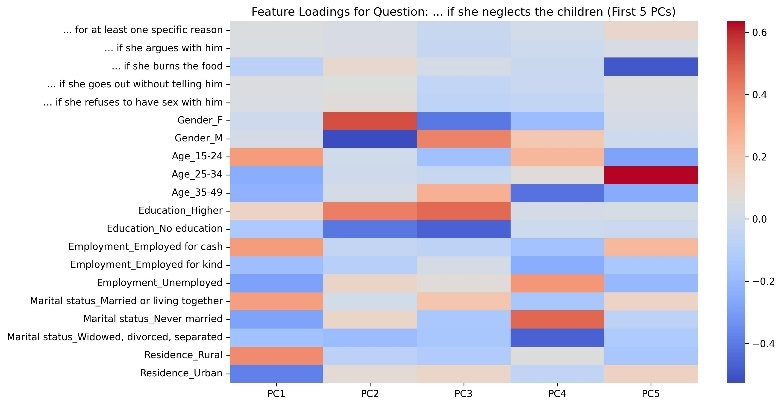 Feature Loadings for Question: ... if she neglects the children (First 5 PCs)
... for at least one specific reason
... if she argues with him
... if she burns the food
... if she goes out without telling him
... if she refuses to have sex with him
Gender_F
Gender_M
Age_15-24
Age_25-34
Age_35-49
Education_Higher
Education_No education
Employment_Employed for cash
Employment_Employed for kind
Employment_Unemployed
Marital status_Married or living together
Marital status_Never married
Marital status_Widowed, divorced, separated
Residence_Rural
Residence_Urban
PC1 PC2 PC3 PC4 PC5
0.6
0.4
0.2
0.0
−0.2
−0.4